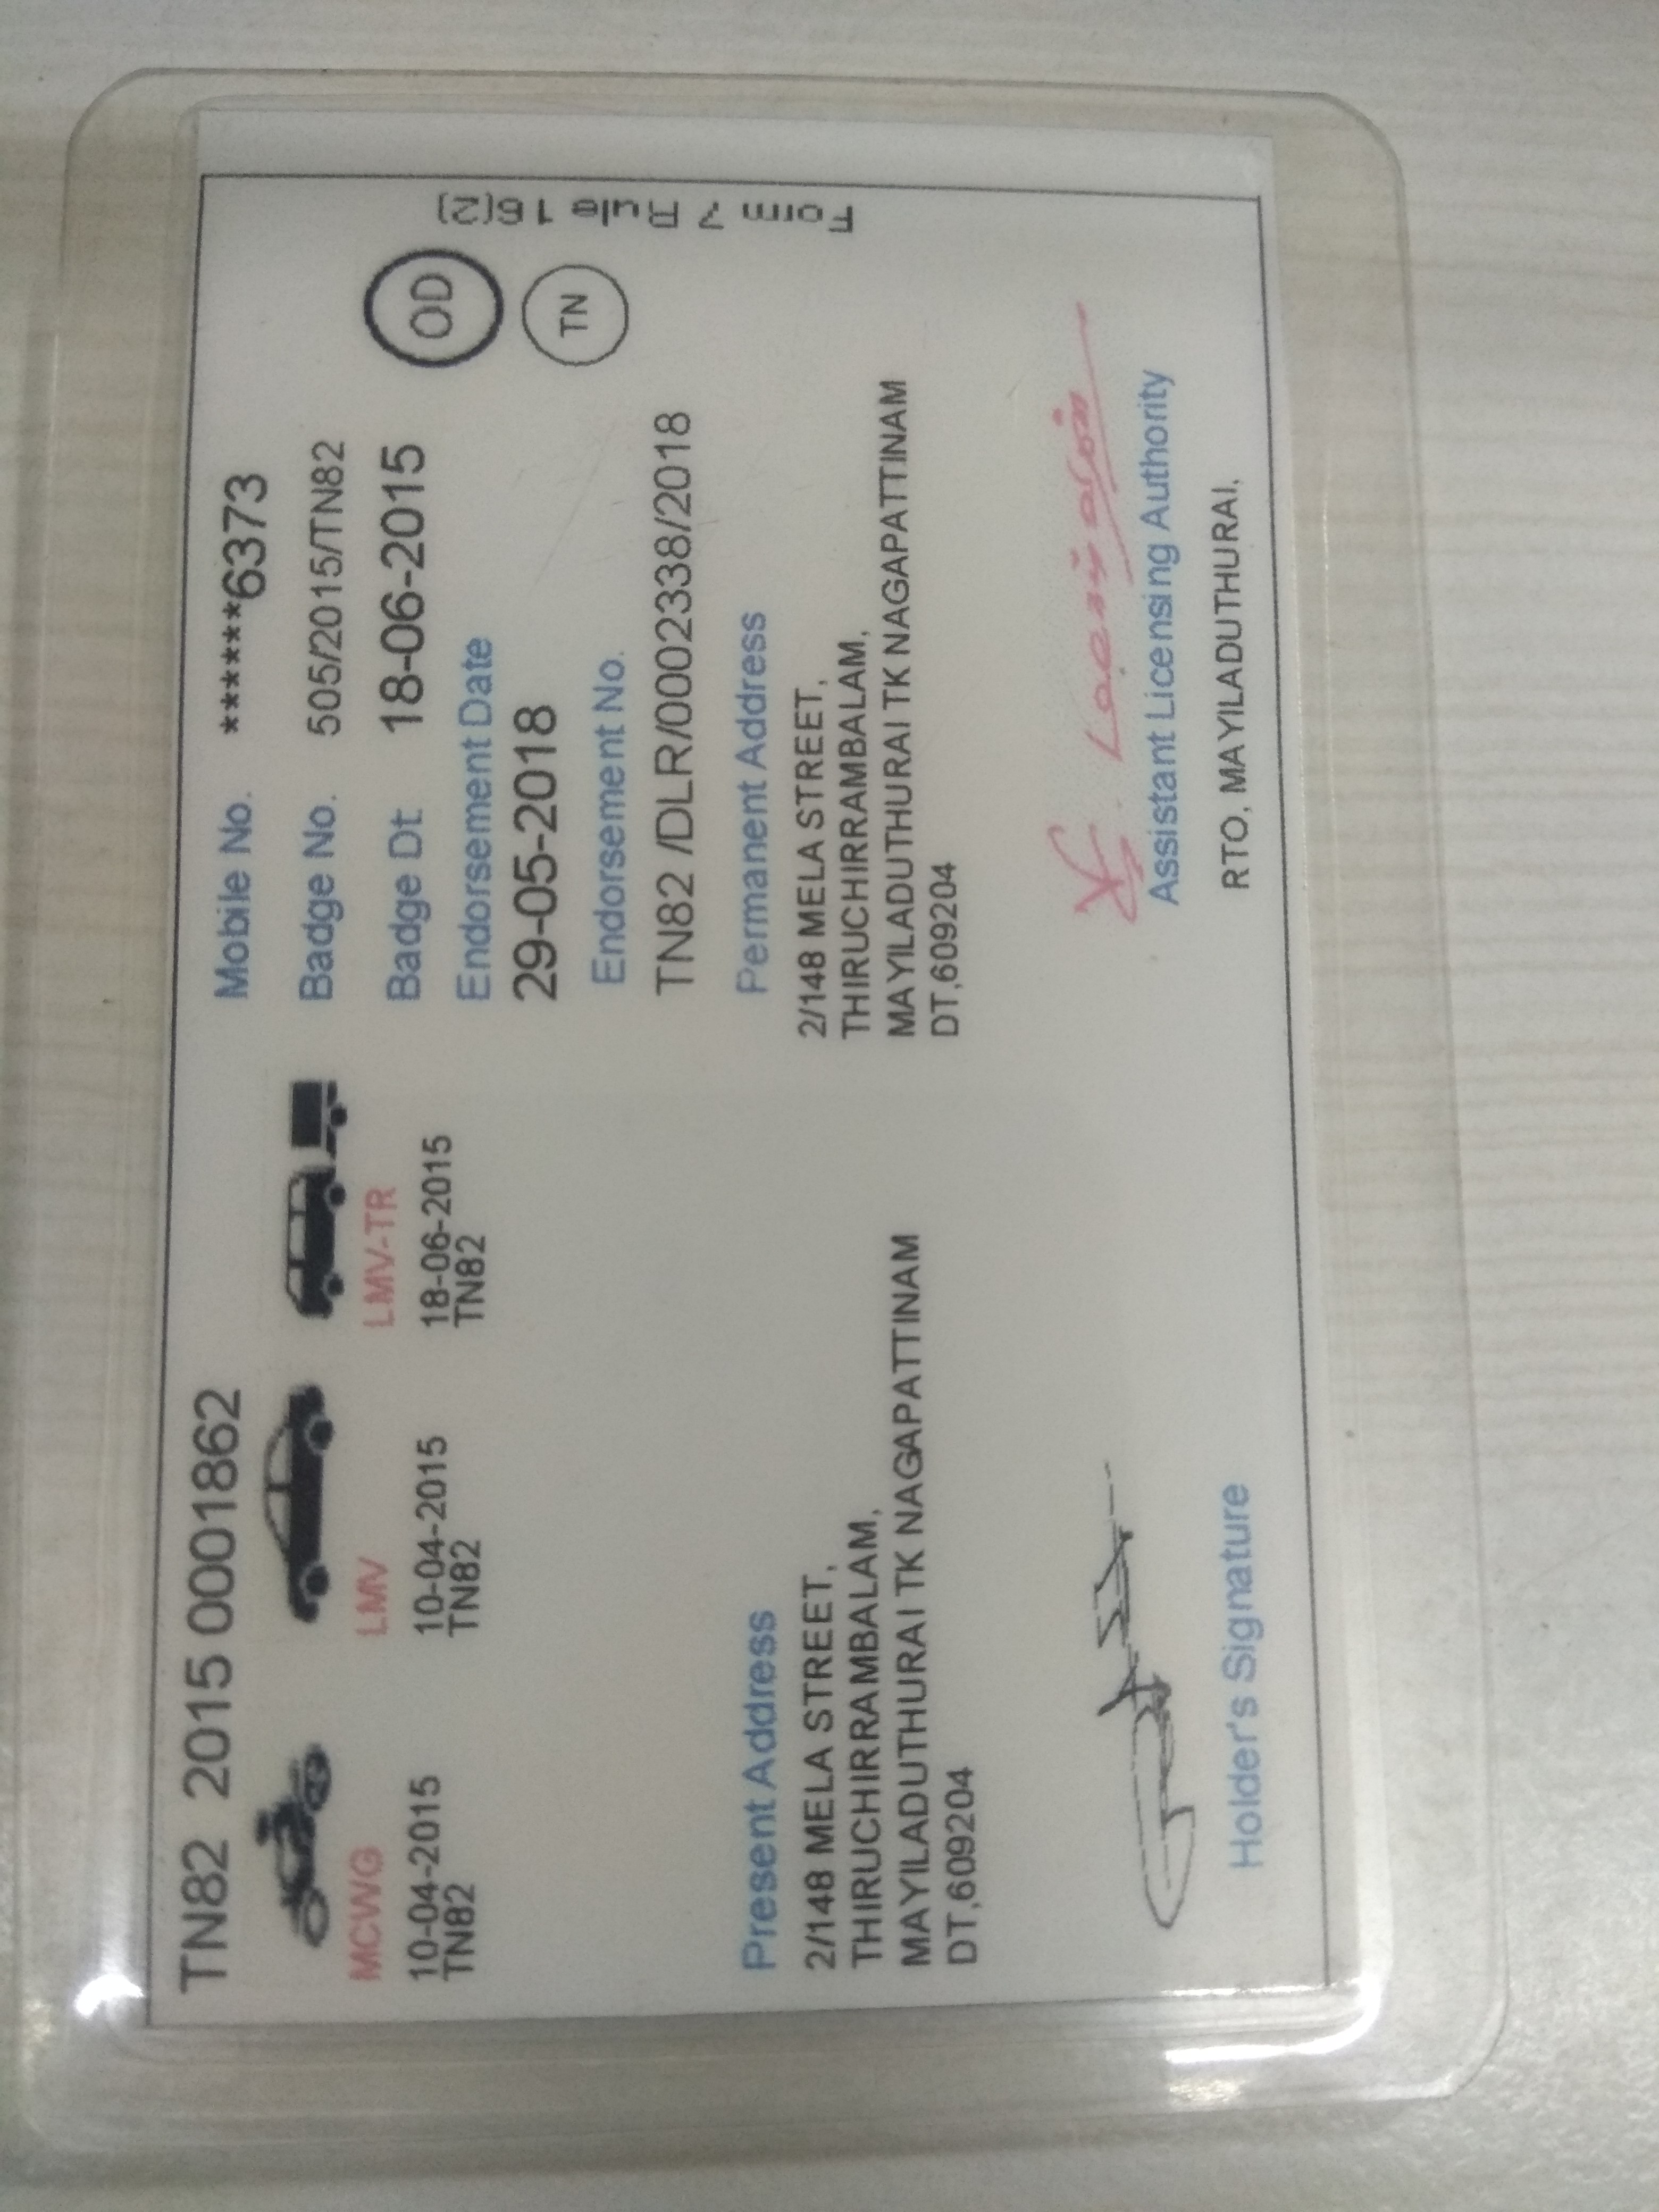 TN82 2015 0001862
MCWG
10-04-2015
TN82
LMV
10-04-2015
TN82
LMV-TR
18-06-2015
TN82
Mobile No. ******6373
Badge No. 505/2015/TN82
Badge Dt 18-06-2015
Endorsement Date
29-05-2018
Endorsement No.
TN82 /DLR/0002338/2018
OD
TN
Form 7 Rule 16(2)
Present Address
2/148 MELA STREET,
THIRUCHIRRAMBALAM,
MAYILADUTHURAI TK NAGAPATTINAM
DT,609204
Permanent Address
2/148 MELA STREET,
THIRUCHIRRAMBALAM,
MAYILADUTHURAI TK NAGAPATTINAM
DT,609204
Holder's Signature
Assistant Licensing Authority
RTO, MAYILADUTHURAI,